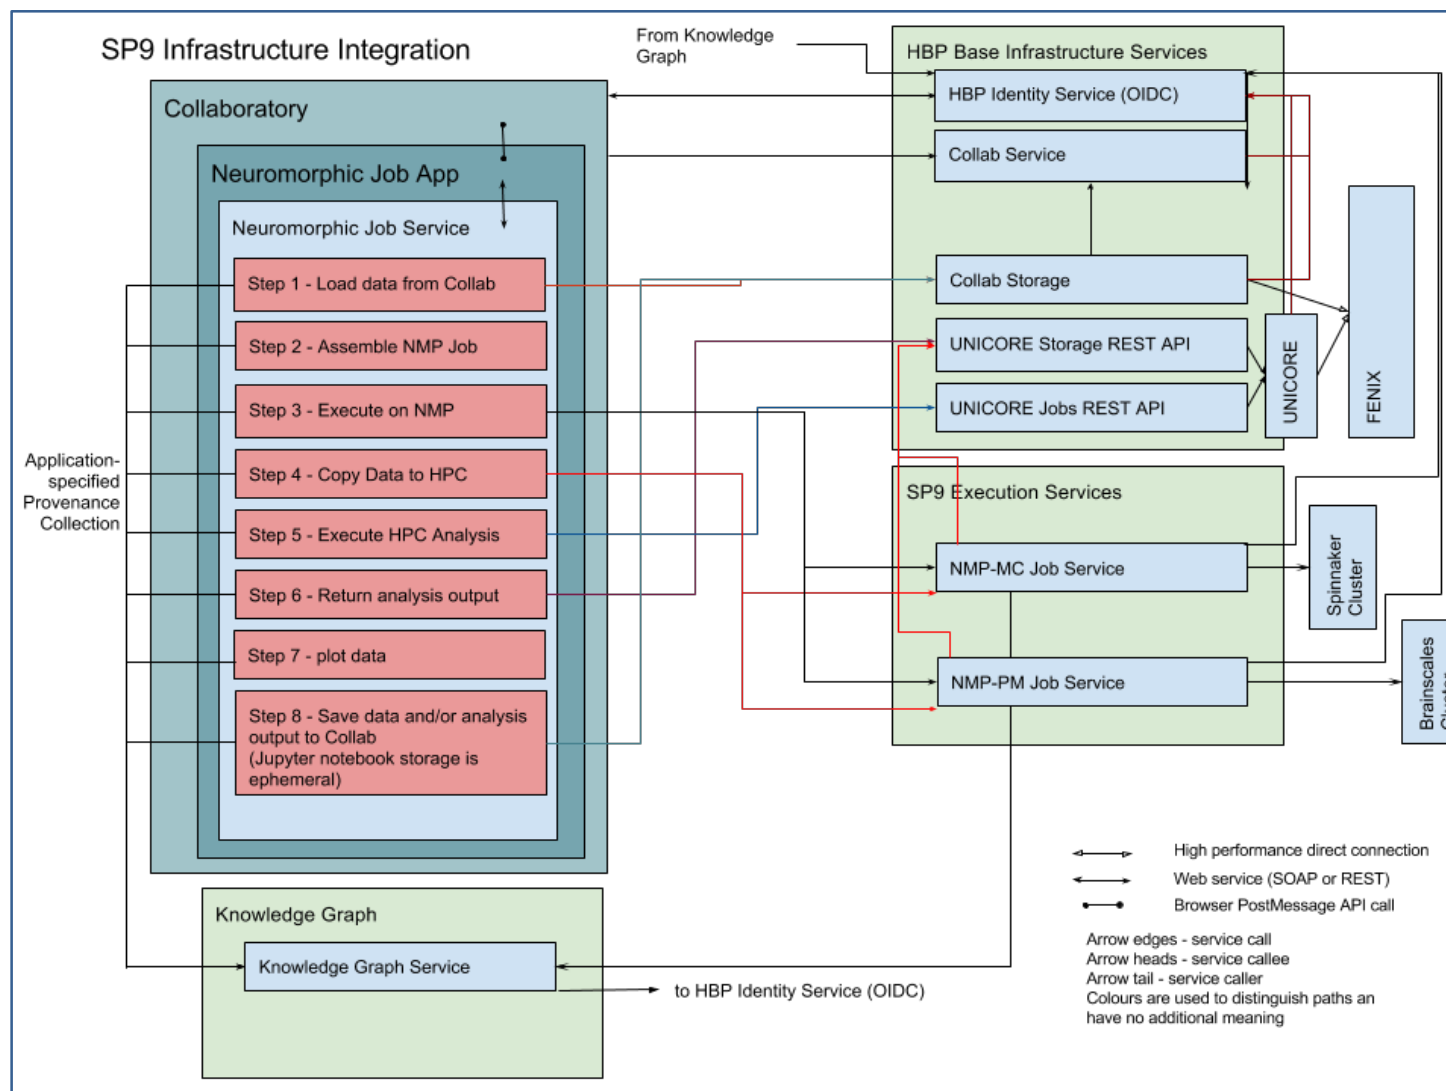 SP9 Infrastructure Integration
From Knowledge
Graph
HBP Base Infrastructure Services
HBP Identity Service (OIDC)
Collab Service
Collab Storage
UNICORE Storage REST API
UNICORE Jobs REST API
UNICORE
FENIX
Collaboratory
Neuromorphic Job App
Neuromorphic Job Service
Step 1 - Load data from Collab
Step 2 - Assemble NMP Job
Step 3 - Execute on NMP
Step 4 - Copy Data to HPC
Step 5 - Execute HPC Analysis
Step 6 - Return analysis output
Step 7 - plot data
Step 8 - Save data and/or analysis
output to Collab
(Jupyter notebook storage is
ephemeral)
Application-
specified
Provenance
Collection
SP9 Execution Services
NMP-MC Job Service
NMP-PM Job Service
Spinnaker
Cluster
Brainscales
Cluster
Knowledge Graph
Knowledge Graph Service
to HBP Identity Service (OIDC)
High performance direct connection
Web service (SOAP or REST)
Browser PostMessage API call
Arrow edges - service call
Arrow heads - service callee
Arrow tail - service caller
Colours are used to distinguish paths an
have no additional meaning